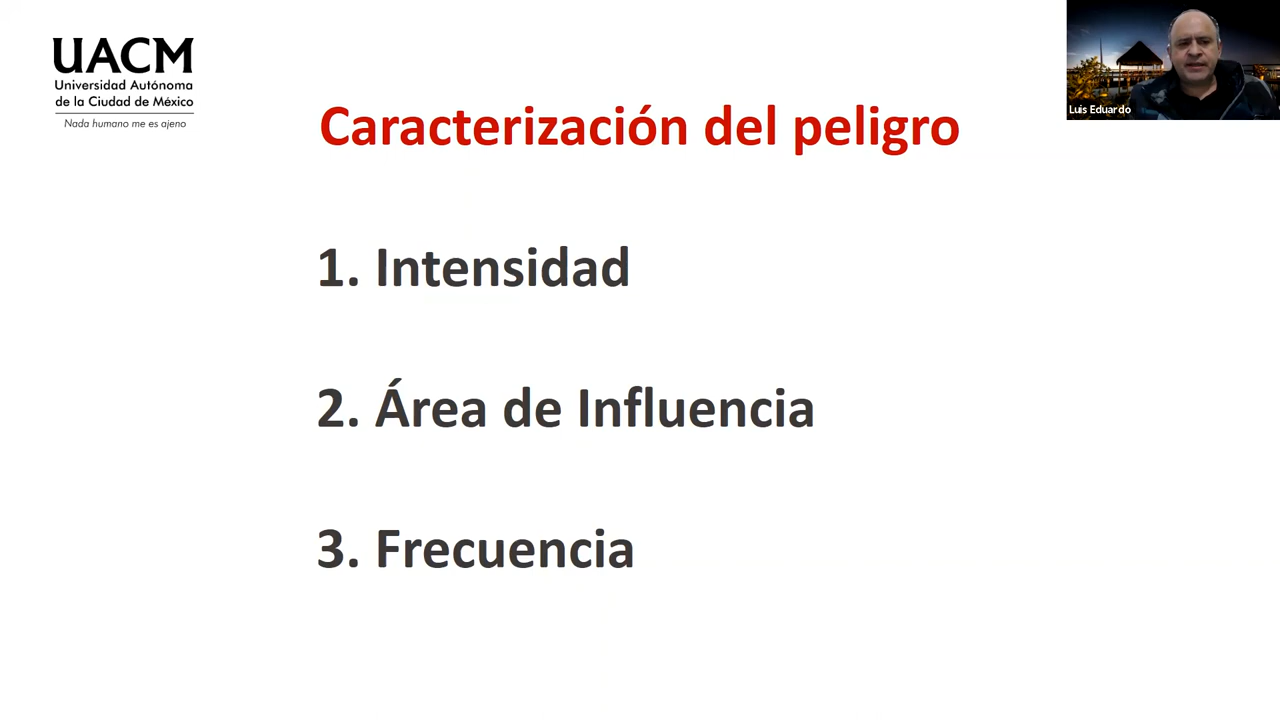 UACM
Universidad Autónoma
de la Ciudad de México
Nada humano me es ajeno
Luis Eduardo
Caracterización del peligro
1. Intensidad
2. Área de Influencia
3. Frecuencia